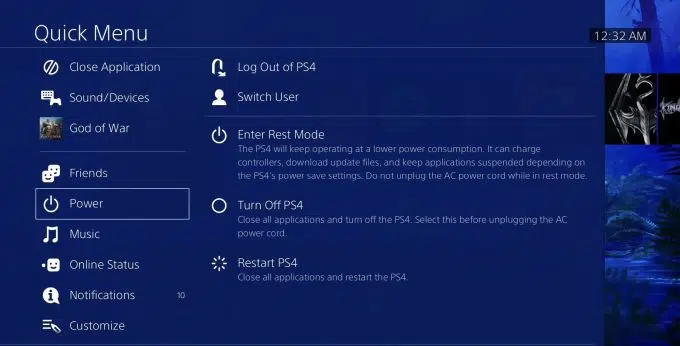 Quick Menu
12:32 AM
Close Application
Sound/Devices
God of War
Friends
Power
Music
Online Status
Notifications 10
Customize
Log Out of PS4
Switch User
Enter Rest Mode
The PS4 will keep operating at a lower power consumption. It can charge
controllers, download update files, and keep applications suspended depending on
the PS4's power save settings. Do not unplug the AC power cord while in rest mode.
Turn Off PS4
Close all applications and turn off the PS4. Select this before unplugging the AC
power cord.
Restart PS4
Close all applications and restart the PS4.